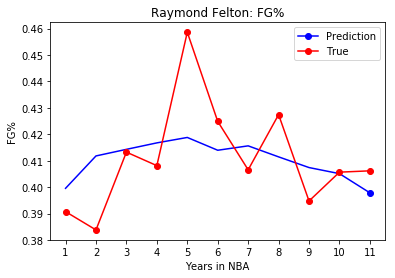 Raymond Felton: FG%
Prediction
True
FG%
0.46
0.45
0.44
0.43
0.42
0.41
0.40
0.39
0.38
1 2 3 4 5 6 7 8 9 10 11
Years in NBA